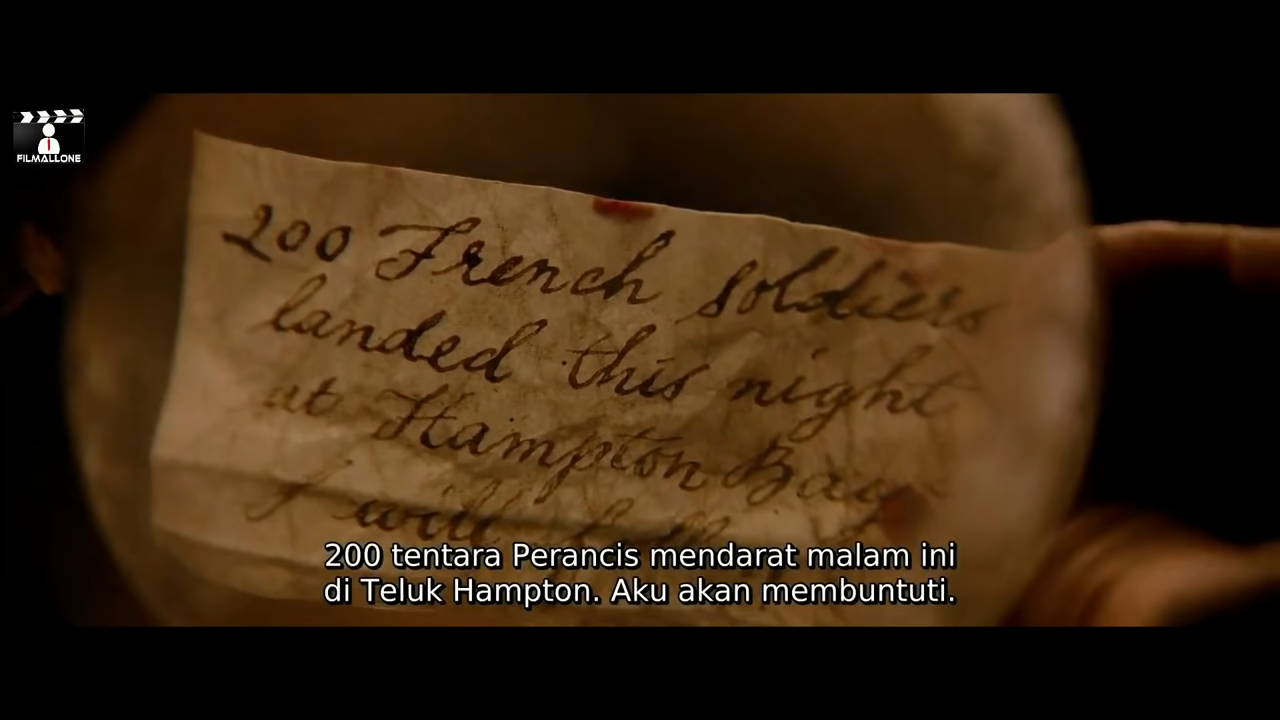 FILMALLONE
200 French soldiers
landed this night
at Hampton Bay
I will
200 tentara Perancis mendarat malam ini
di Teluk Hampton. Aku akan membuntuti.